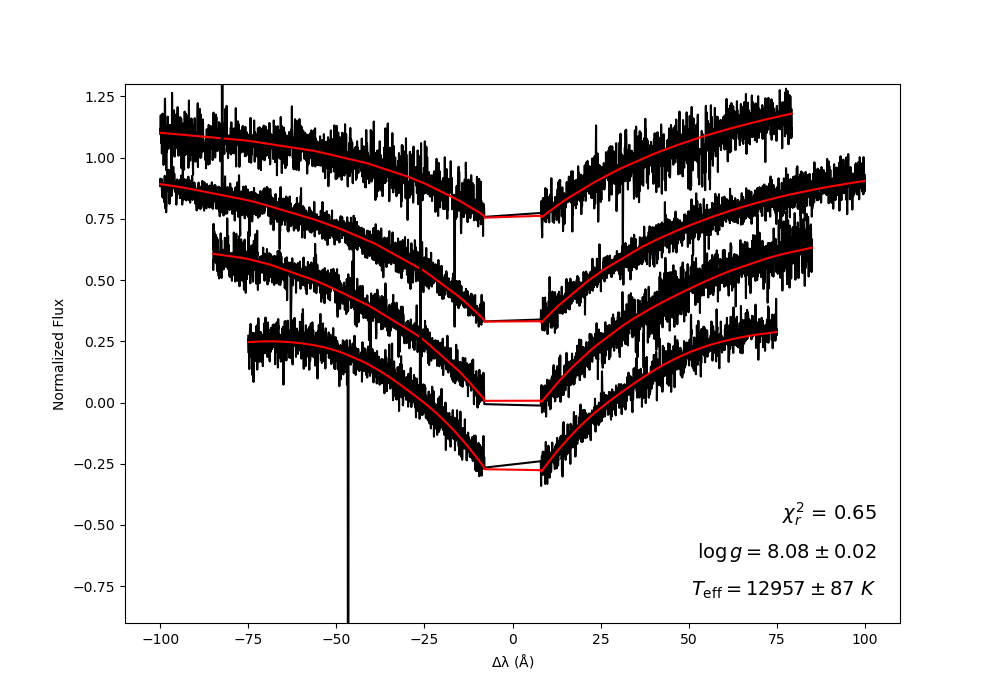 1.25
1.00
0.75
0.50
0.25
0.00
−0.25
−0.50
−0.75
Normalized Flux
χ²ᵣ = 0.65
log g = 8.08 ± 0.02
T_eff = 12957 ± 87 K
−100 −75 −50 −25 0 25 50 75 100
Δλ (Å)